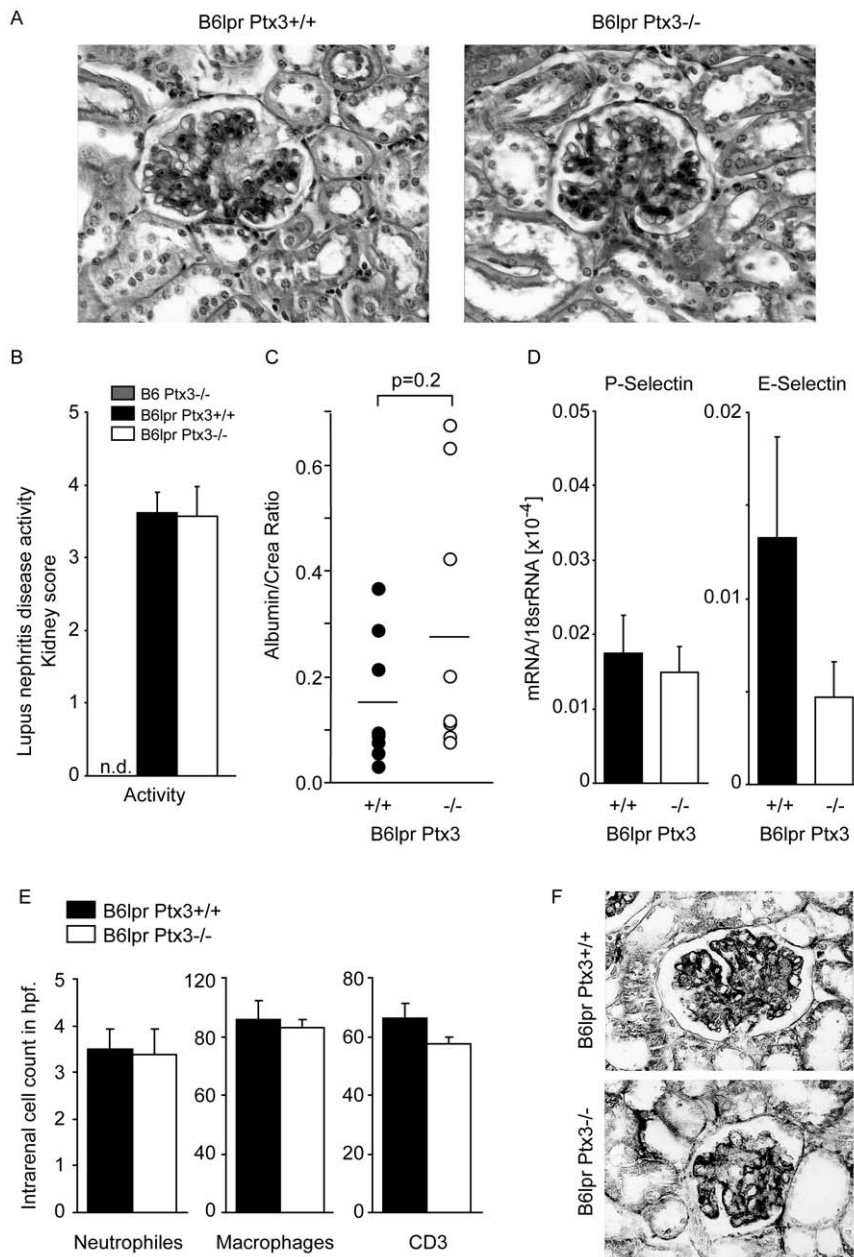 A
B6lpr Ptx3+/+
B6lpr Ptx3-/-
B
B6 Ptx3-/-
B6lpr Ptx3+/+
B6lpr Ptx3-/-
Lupus nephritis disease activity
Kidney score
5
4
3
2
1
0
n.d.
Activity
C
p=0.2
Albumin/Crea Ratio
0.6
0.4
0.2
0.0
+/+ -/-
B6lpr Ptx3
D
P-Selectin
E-Selectin
mRNA/18srRNA [x10-4]
0.05
0.04
0.03
0.02
0.01
0
+/+ -/-
B6lpr Ptx3
0.02
0.01
0
+/+ -/-
B6lpr Ptx3
E
B6lpr Ptx3+/+
B6lpr Ptx3-/-
Intrarenal cell count in hpf.
5
4
3
2
1
0.
Neutrophiles
120
80
80
40
0
Macrophages
80
60
40
20
0
CD3
F
B6lpr Ptx3+/+
B6lpr Ptx3-/-